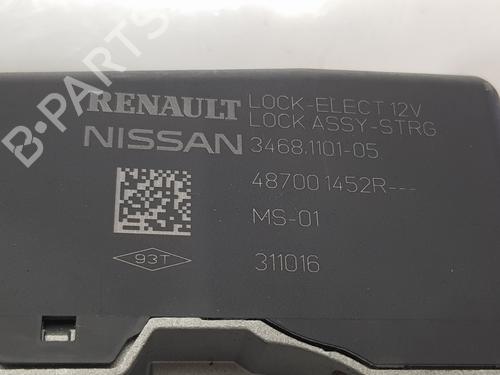 B-PARTS
RENAULT LOCK-ELECT 12V
LOCK ASSY-STRG
NISSAN 3468.1101-05
487001452R---
MS-01
93T 311016